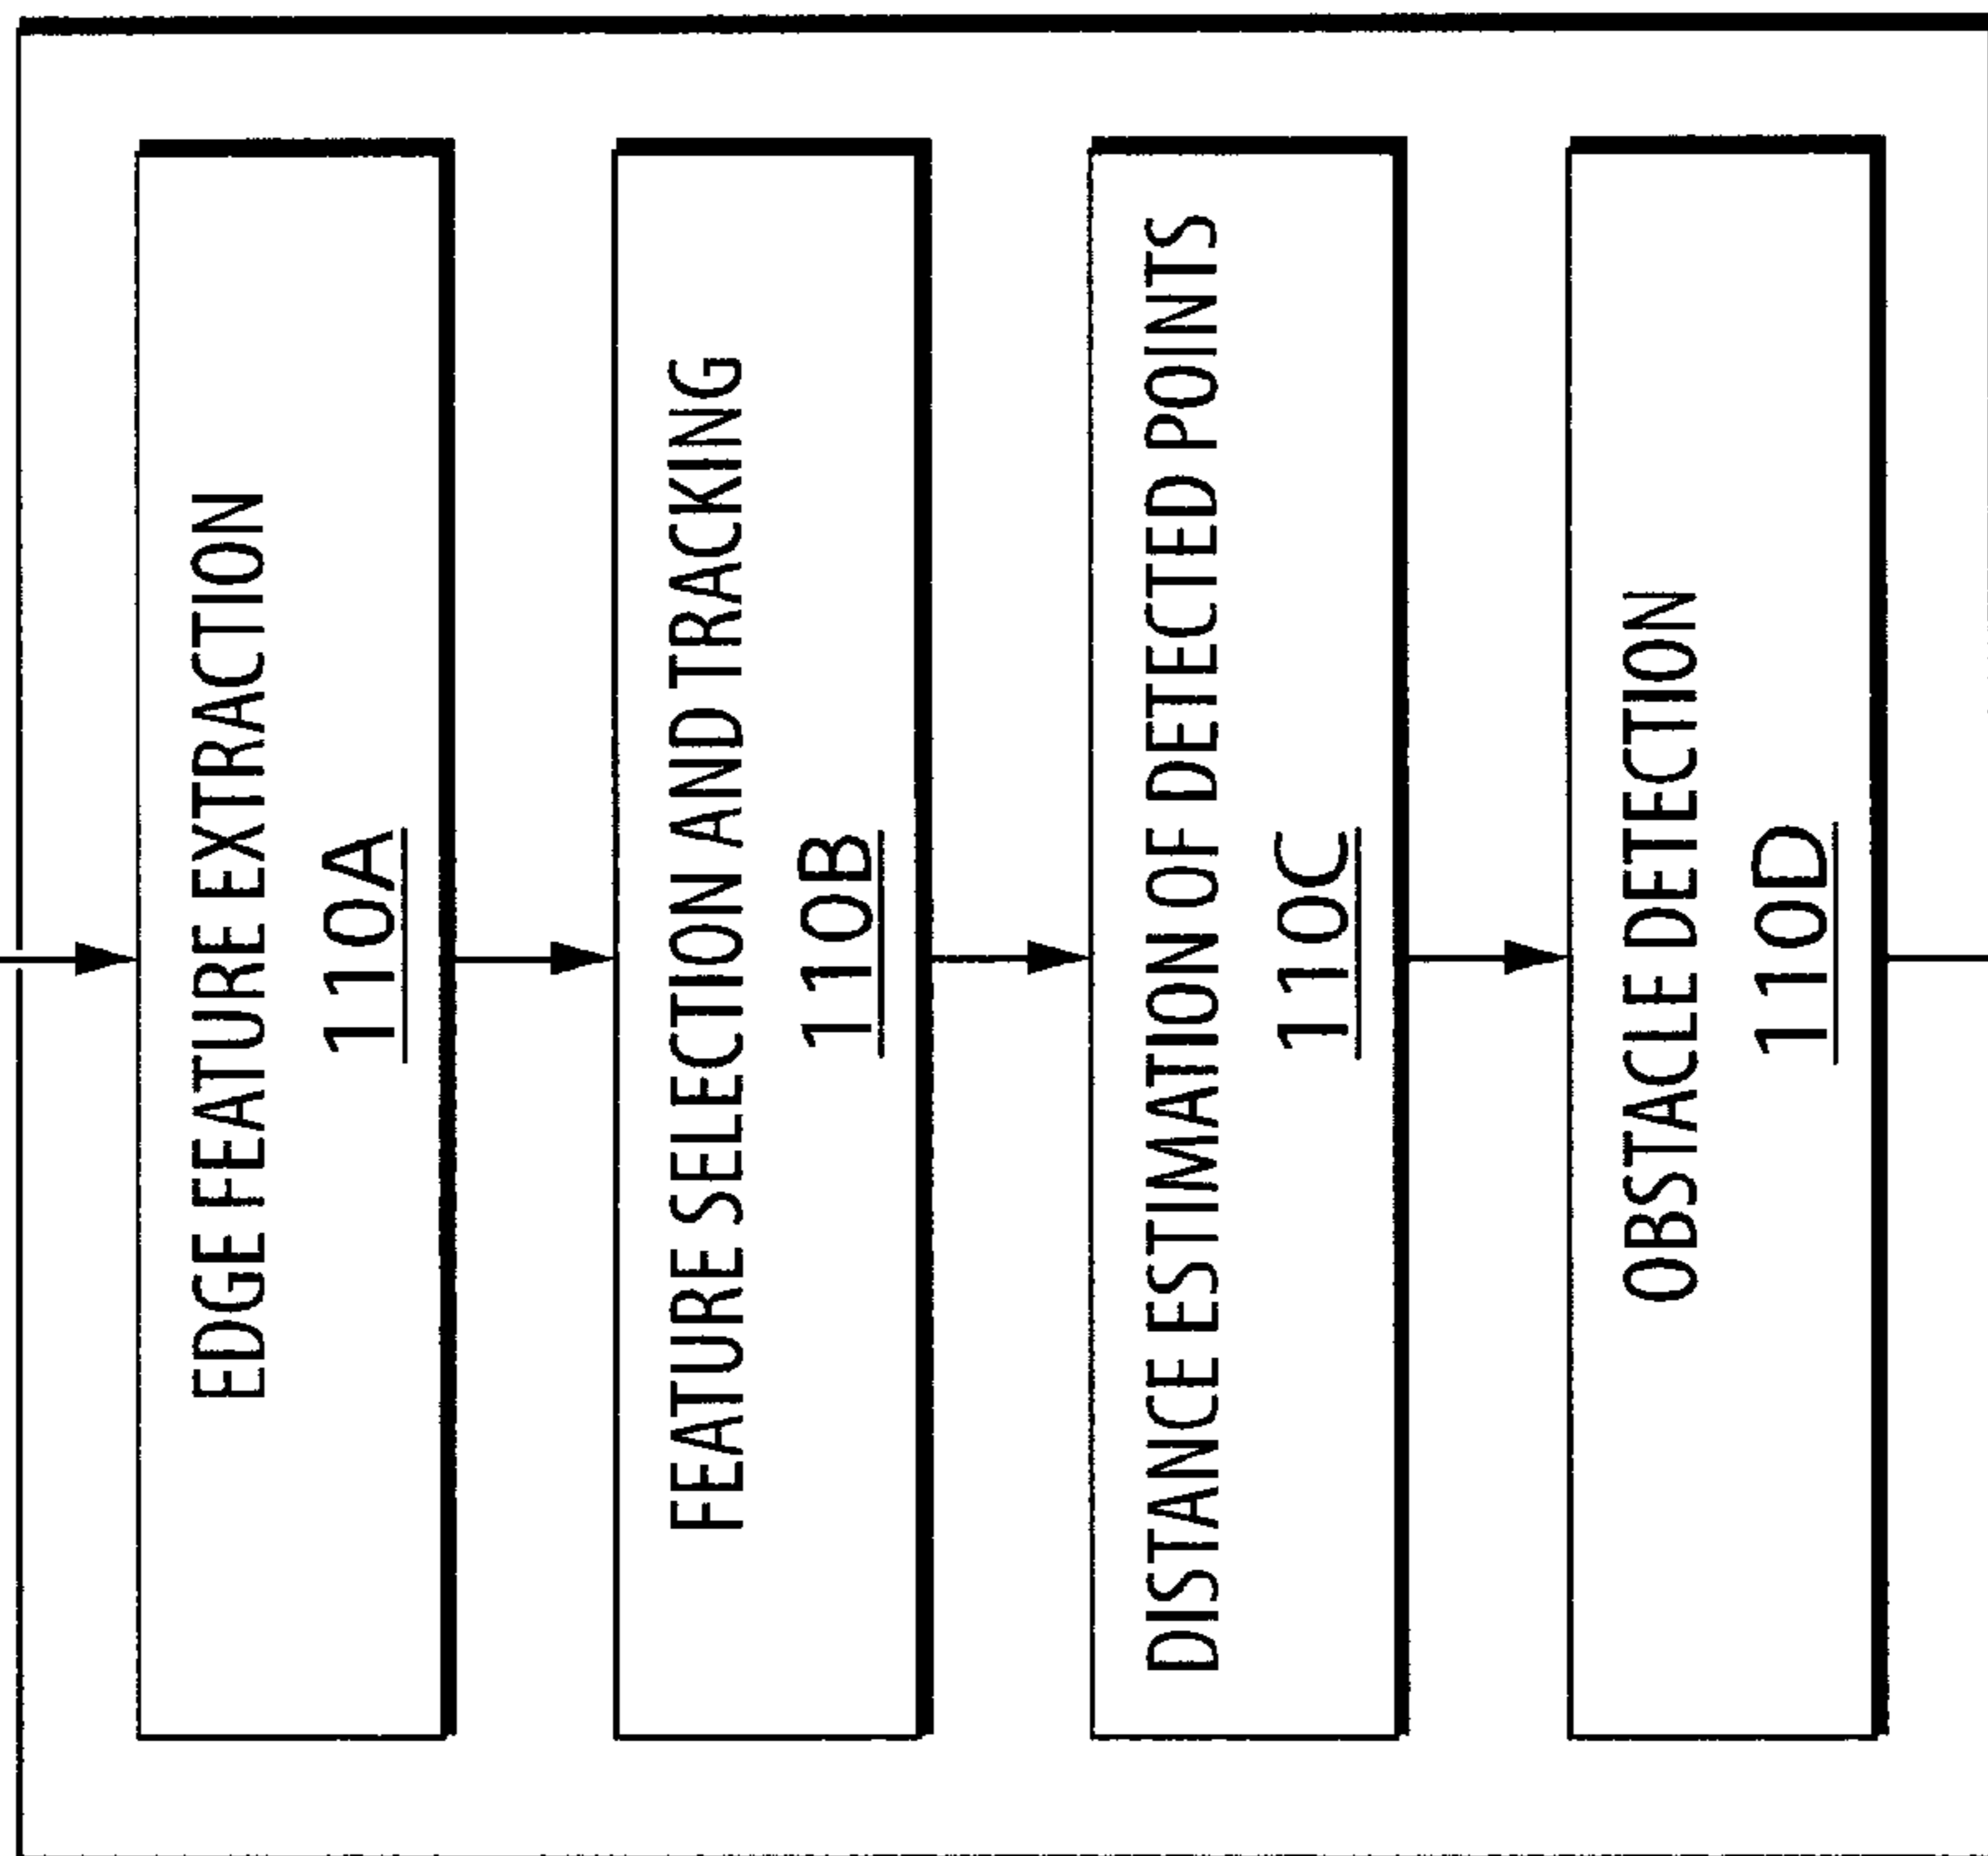 EDGE FEATURE EXTRACTION
110A
FEATURE SELECTION AND TRACKING
110B
DISTANCE ESTIMATION OF DETECTED POINTS
110C
OBSTACLE DETECTION
110D